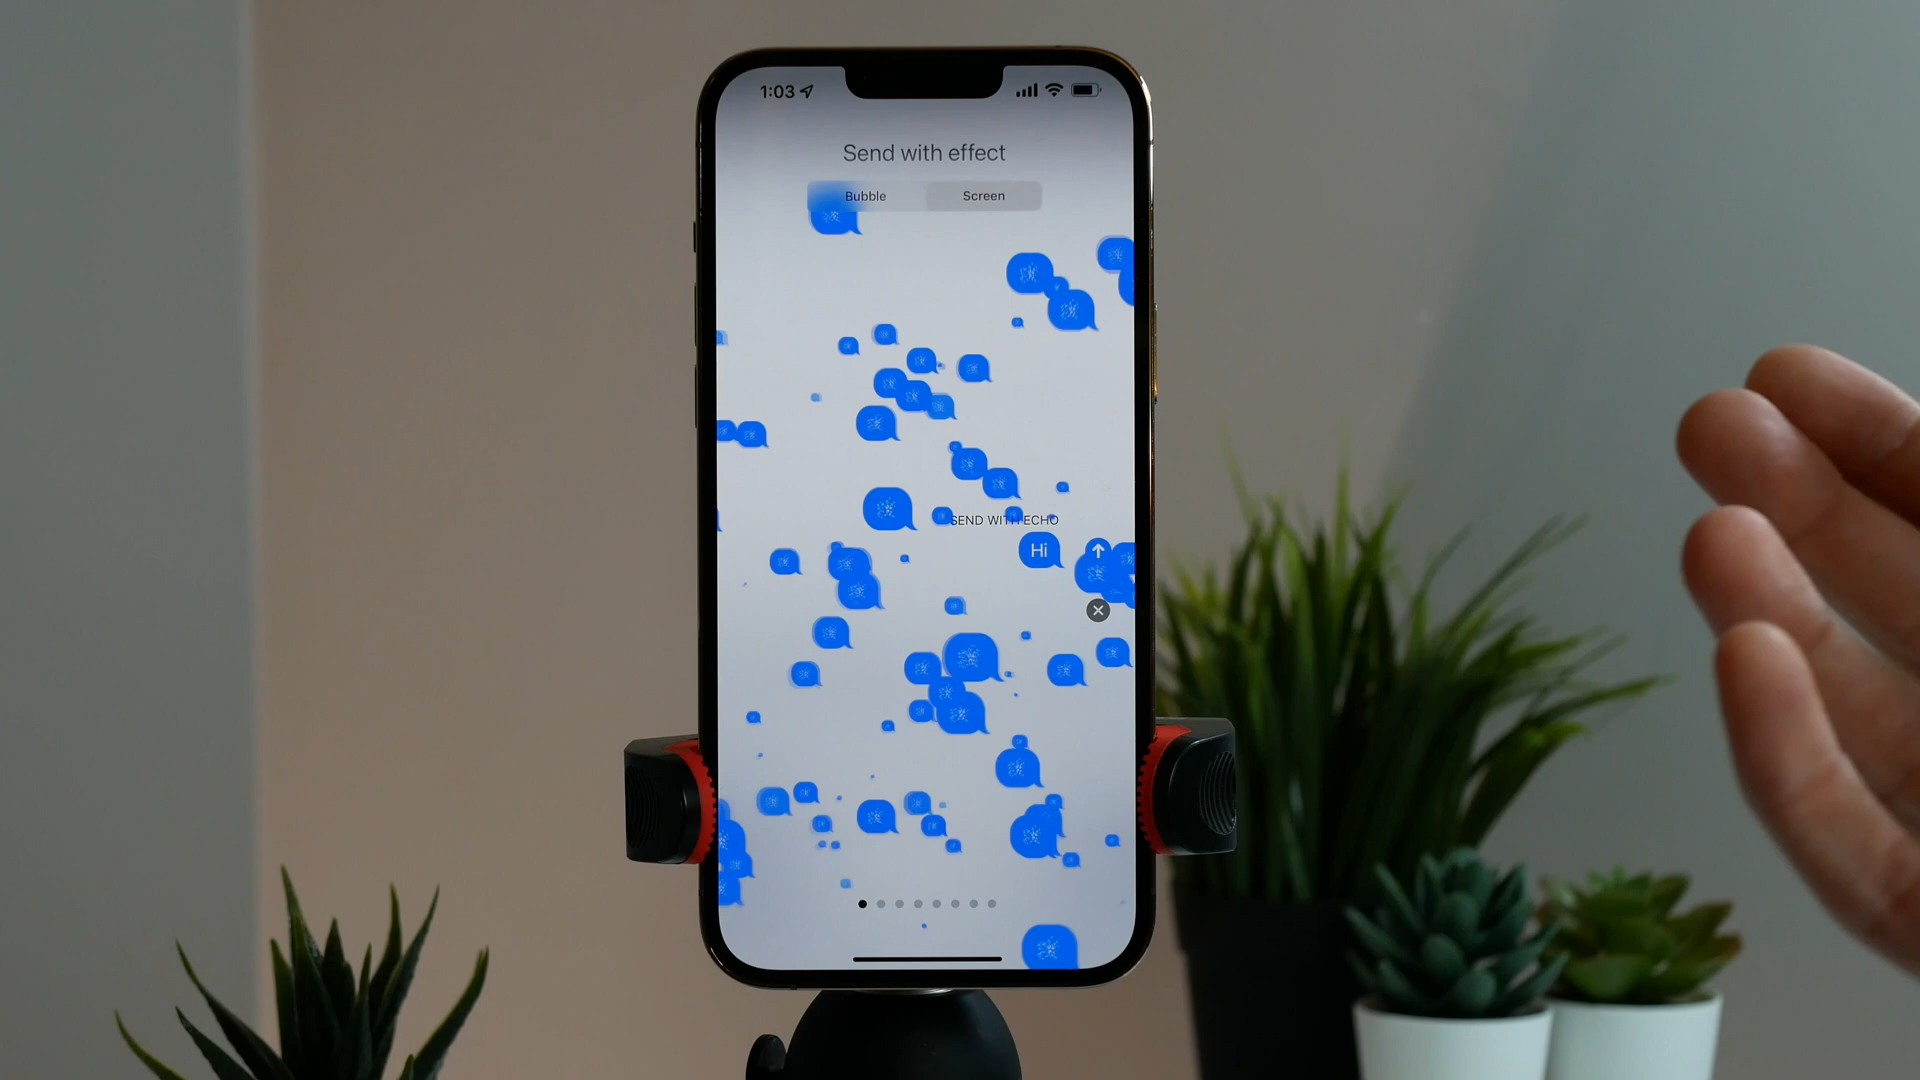 1:03
Send with effect
Bubble Screen
SEND WITH ECHO
Hi